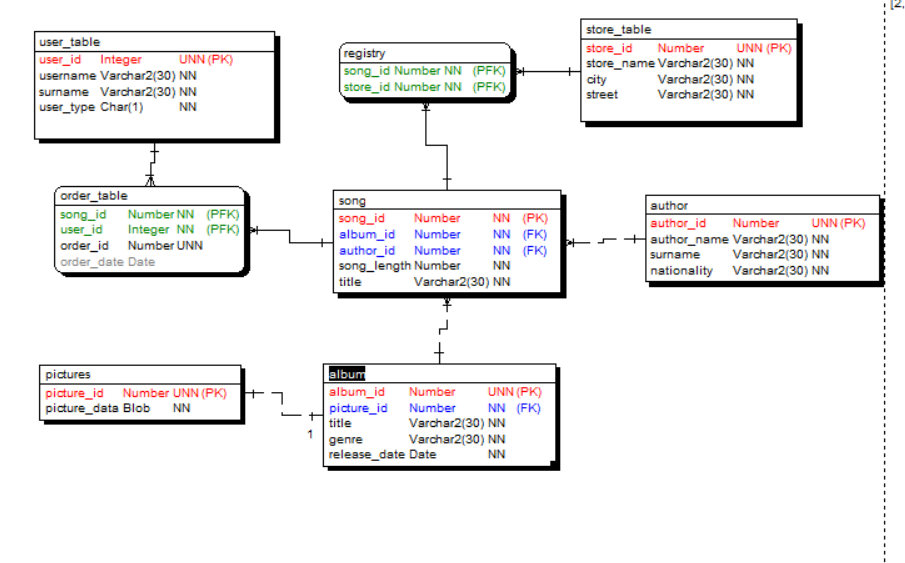 [2,
user_table
user_id Integer UNN (PK)
username Varchar2(30) NN
surname Varchar2(30) NN
user_type Char(1) NN
registry
song_id Number NN (PFK)
store_id Number NN (PFK)
store_table
store_id Number UNN (PK)
store_name Varchar2(30) NN
city Varchar2(30) NN
street Varchar2(30) NN
order_table
song_id Number NN (PFK)
user_id Integer NN (PFK)
order_id Number UNN
order_date Date
song
song_id Number NN (PK)
album_id Number NN (FK)
author_id Number NN (FK)
song_length Number NN
title Varchar2(30) NN
author
author_id Number UNN (PK)
author_name Varchar2(30) NN
surname Varchar2(30) NN
nationality Varchar2(30) NN
pictures
picture_id Number UNN (PK)
picture_data Blob NN
1
album
album_id Number UNN (PK)
picture_id Number NN (FK)
title Varchar2(30) NN
genre Varchar2(30) NN
release_date Date NN